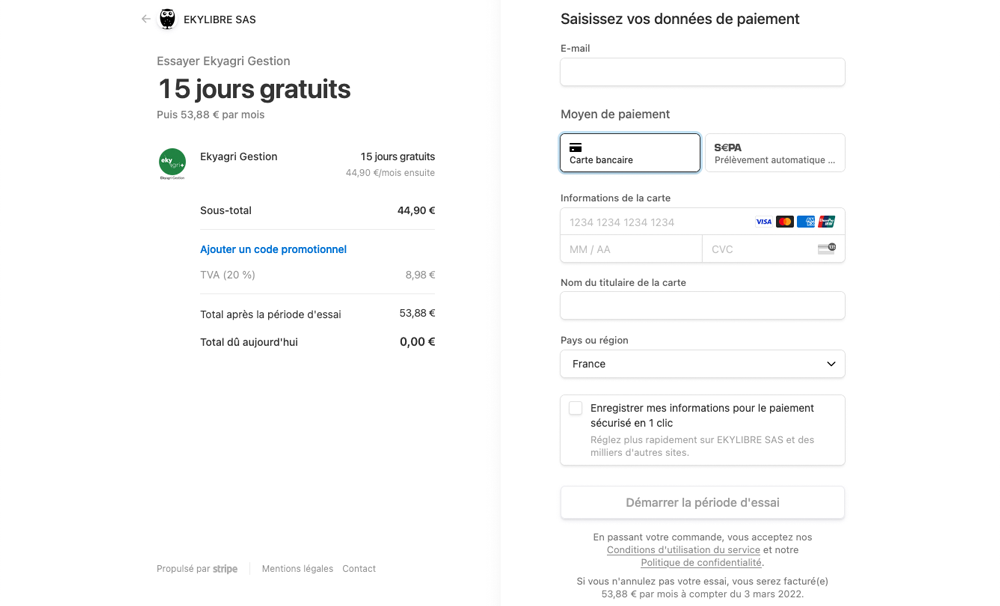 EKYLIBRE SAS
Essayer Ekyagri Gestion
15 jours gratuits
Puis 53,88 € par mois
Ekyagri Gestion 15 jours gratuits
44,90 €/mois ensuite
Sous-total 44,90 €
Ajouter un code promotionnel
TVA (20 %) 8,98 €
Total après la période d'essai 53,88 €
Total dû aujourd'hui 0,00 €
Propulsé par stripe Mentions légales Contact
Saisissez vos données de paiement
E-mail
Moyen de paiement
Carte bancaire
S€PA
Prélèvement automatique ...
Informations de la carte
1234 1234 1234 1234 VISA
MM / AA CVC
Nom du titulaire de la carte
Pays ou région
France
Enregistrer mes informations pour le paiement
sécurisé en 1 clic
Réglez plus rapidement sur EKYLIBRE SAS et des
milliers d'autres sites.
Démarrer la période d'essai
En passant votre commande, vous acceptez nos
Conditions d'utilisation du service et notre
Politique de confidentialité.
Si vous n'annulez pas votre essai, vous serez facturé(e)
53,88 € par mois à compter du 3 mars 2022.